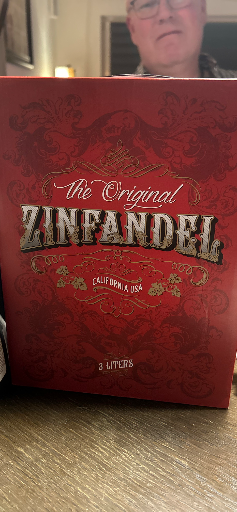 The Original
ZINFANDEL
CALIFORNIA, USA
3 LITERS